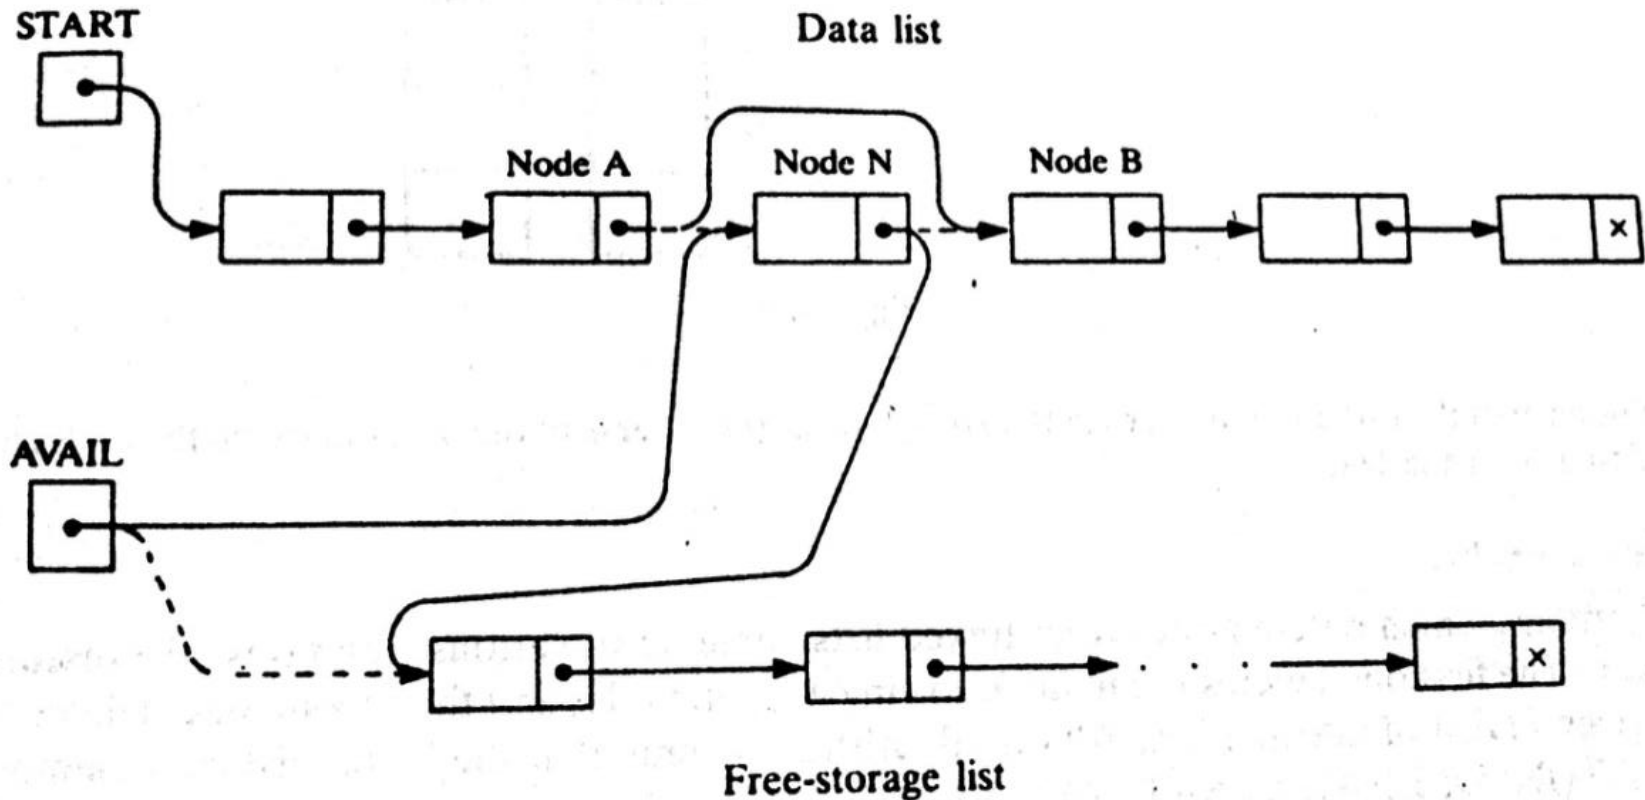 START
Data list
Node A
Node N
Node B
×
AVAIL
×
Free-storage list